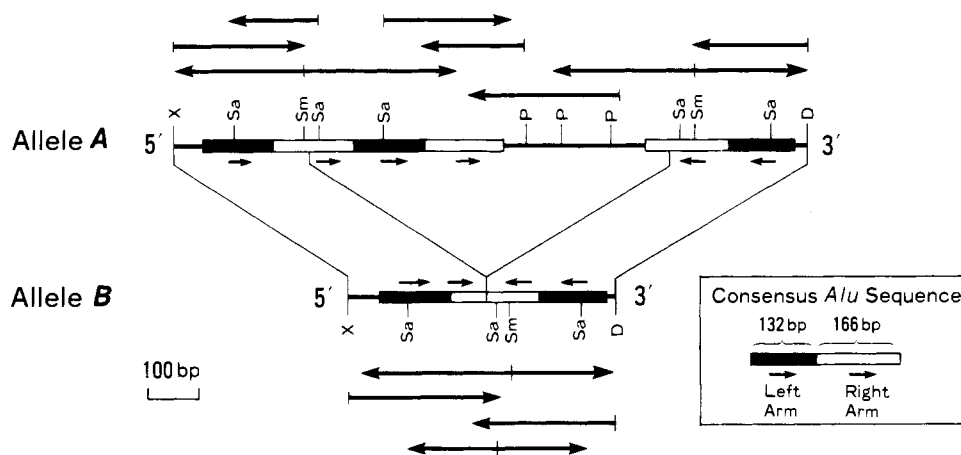 X Sa Sm Sa Sa P P P Sa Sm Sa D
Allele A 5′ 3′
Allele B 5′ 3′
X Sa Sa Sm Sa D
100 bp
Consensus Alu Sequence
132 bp 166 bp
Left Arm
Right Arm